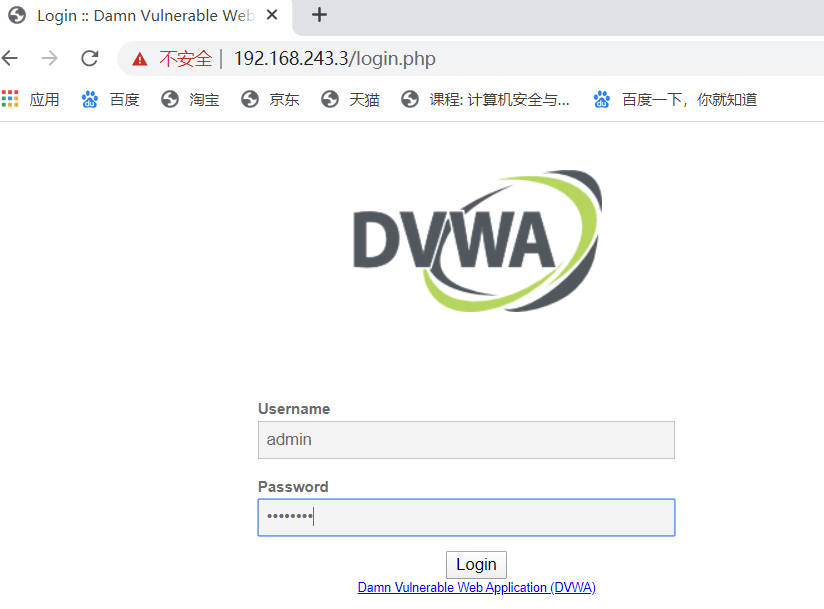 Login :: Damn Vulnerable Web
不安全 | 192.168.243.3/login.php
应用 百度 淘宝 京东 天猫 课程: 计算机安全与... 百度一下，你就知道
DVWA
Username
admin
Password
••••••••
Login
Damn Vulnerable Web Application (DVWA)